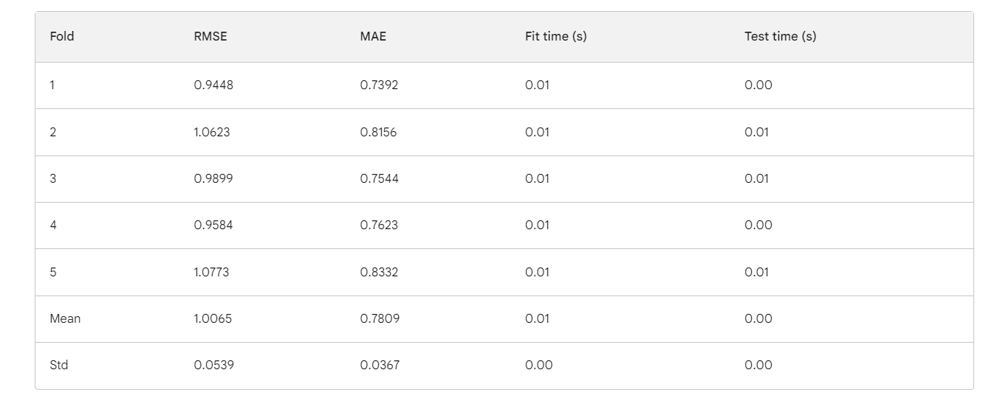 Fold RMSE MAE Fit time (s) Test time (s)
1 0.9448 0.7392 0.01 0.00
2 1.0623 0.8156 0.01 0.01
3 0.9899 0.7544 0.01 0.01
4 0.9584 0.7623 0.01 0.00
5 1.0773 0.8332 0.01 0.01
Mean 1.0065 0.7809 0.01 0.00
Std 0.0539 0.0367 0.00 0.00